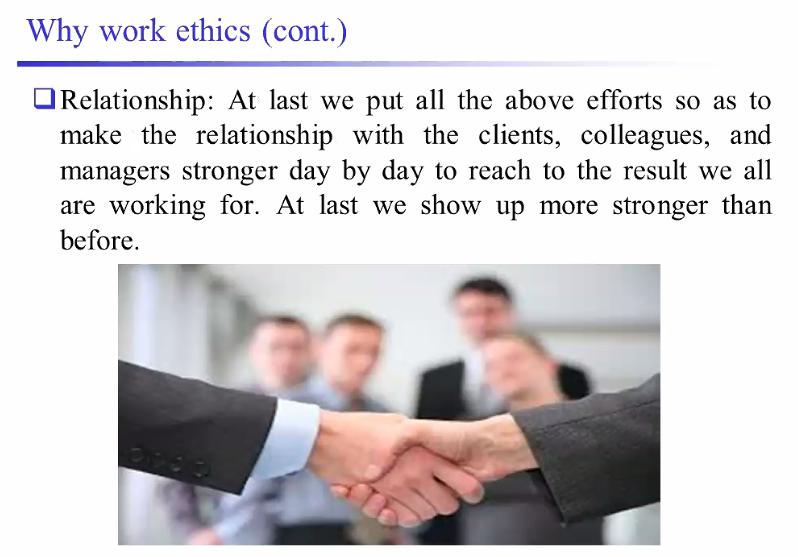 Why work ethics (cont.)
Relationship: At last we put all the above efforts so as to
make the relationship with the clients, colleagues, and
managers stronger day by day to reach to the result we all
are working for. At last we show up more stronger than
before.